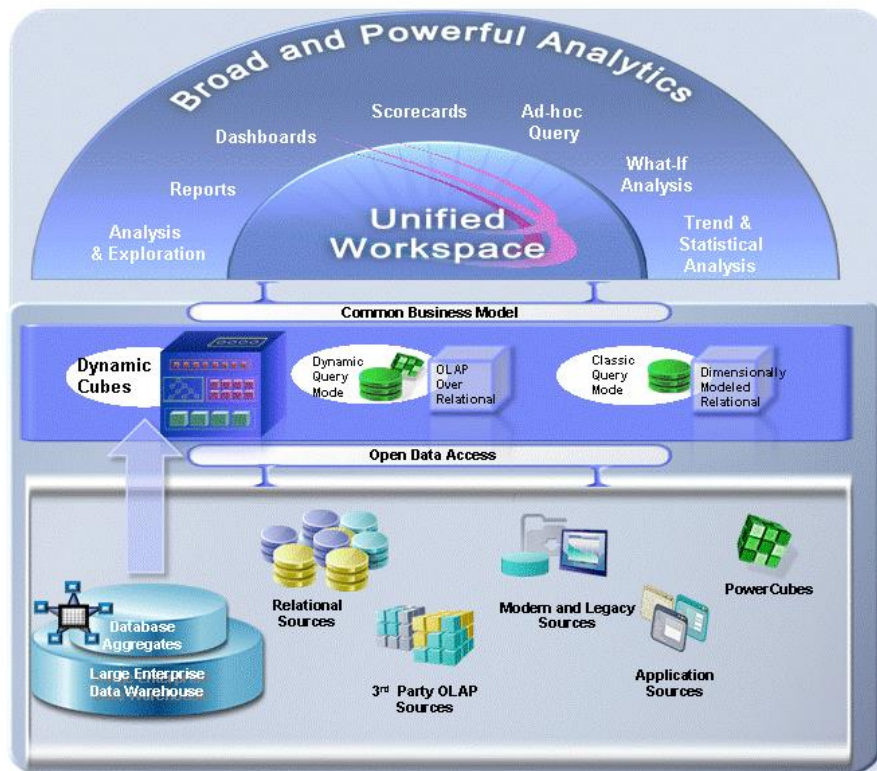 Broad and Powerful Analytics
Scorecards
Ad-hoc
Query
Dashboards
What-If
Analysis
Reports
Unified
Workspace
Analysis
& Exploration
Trend &
Statistical
Analysis
Common Business Model
Dynamic
Cubes
Dynamic
Query
Mode
OLAP
Over
Relational
Classic
Query
Mode
Dimensionally
Modeled
Relational
Open Data Access
Relational
Sources
Modern and Legacy
Sources
PowerCubes
Database
Aggregates
Large Enterprise
Data Warehouse
3rd Party OLAP
Sources
Application
Sources